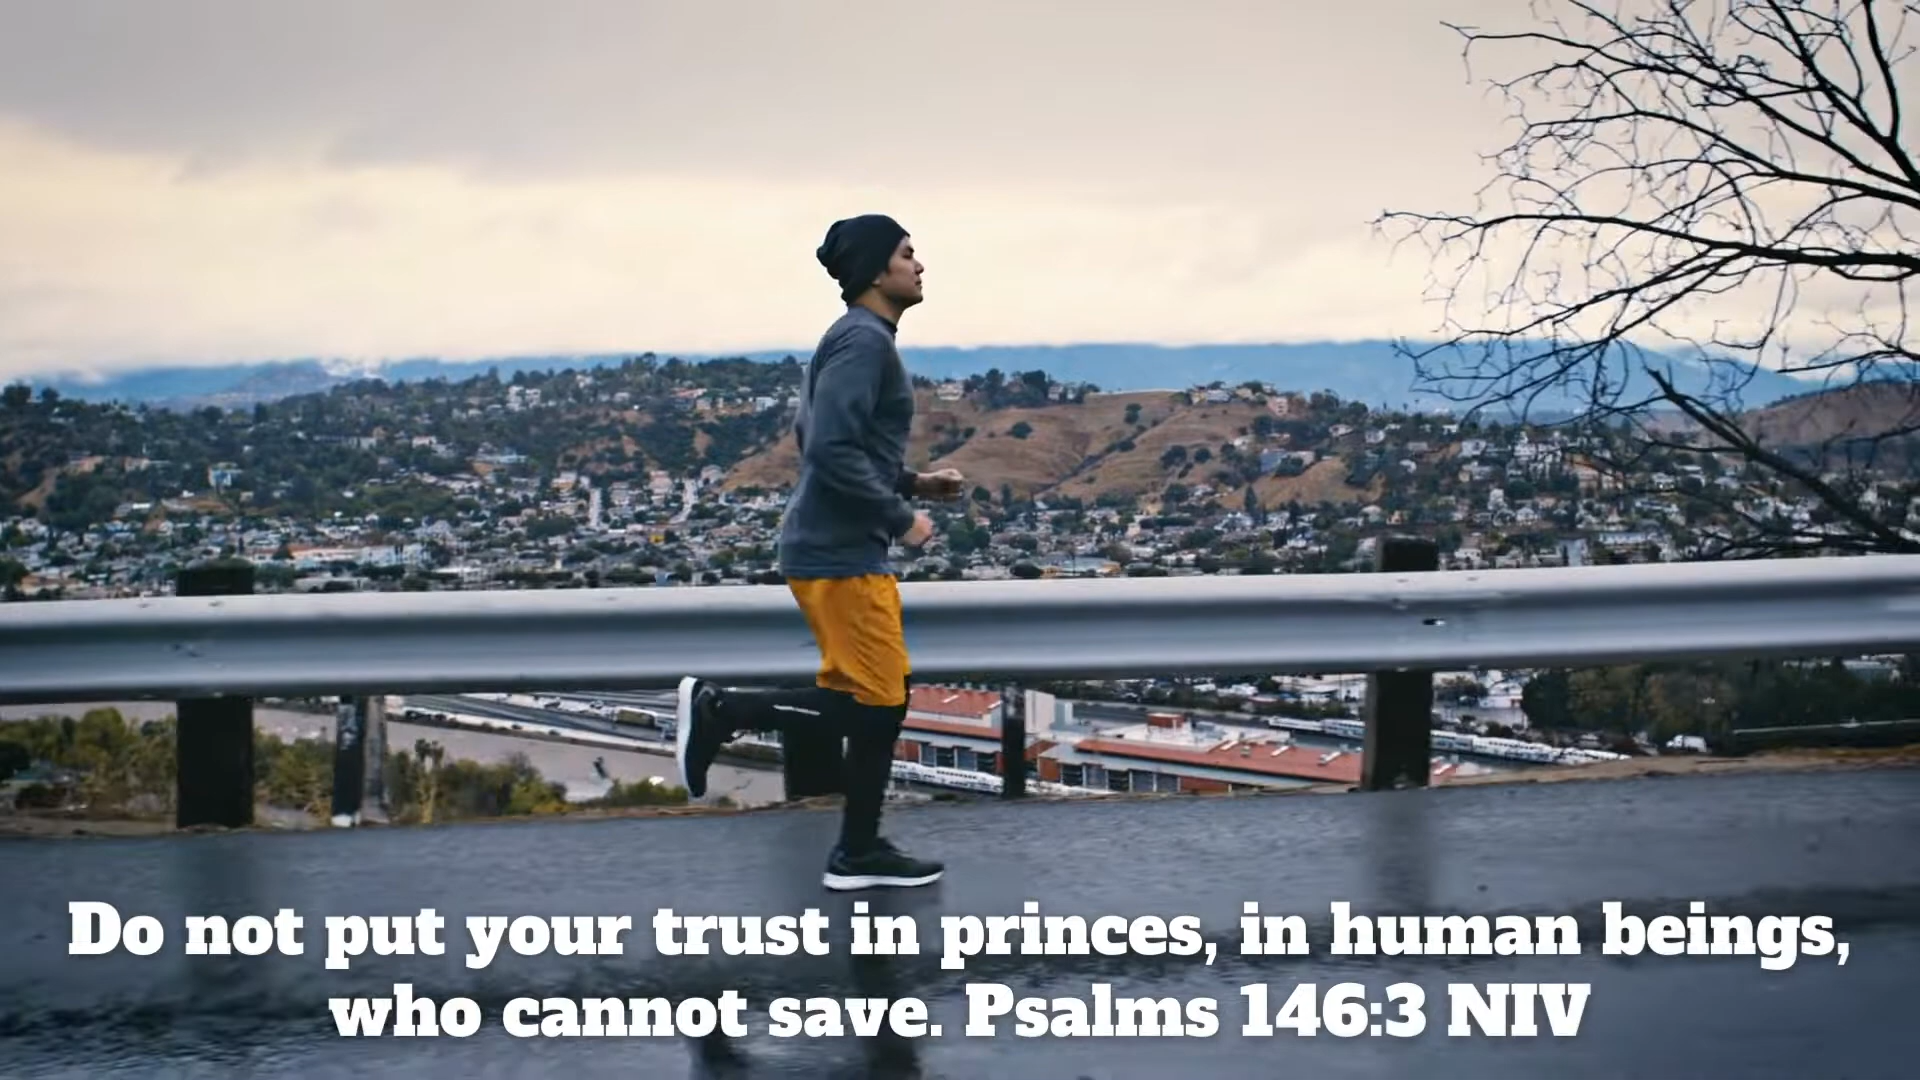 Do not put your trust in princes, in human beings,
who cannot save. Psalms 146:3 NIV